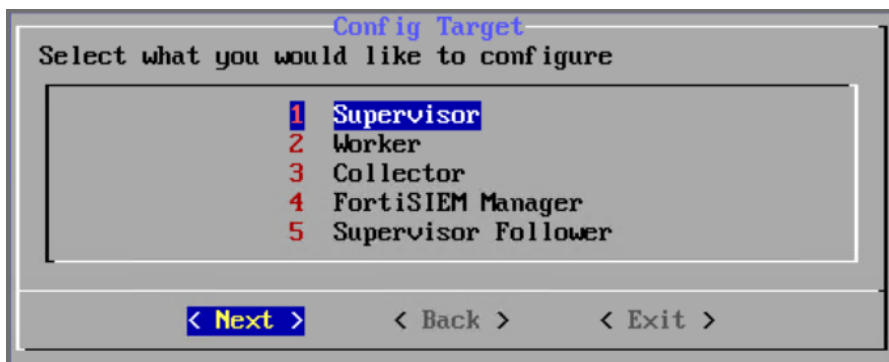 Config Target
Select what you would like to configure
1 Supervisor
2 Worker
3 Collector
4 FortiSIEM Manager
5 Supervisor Follower
< Next > < Back > < Exit >